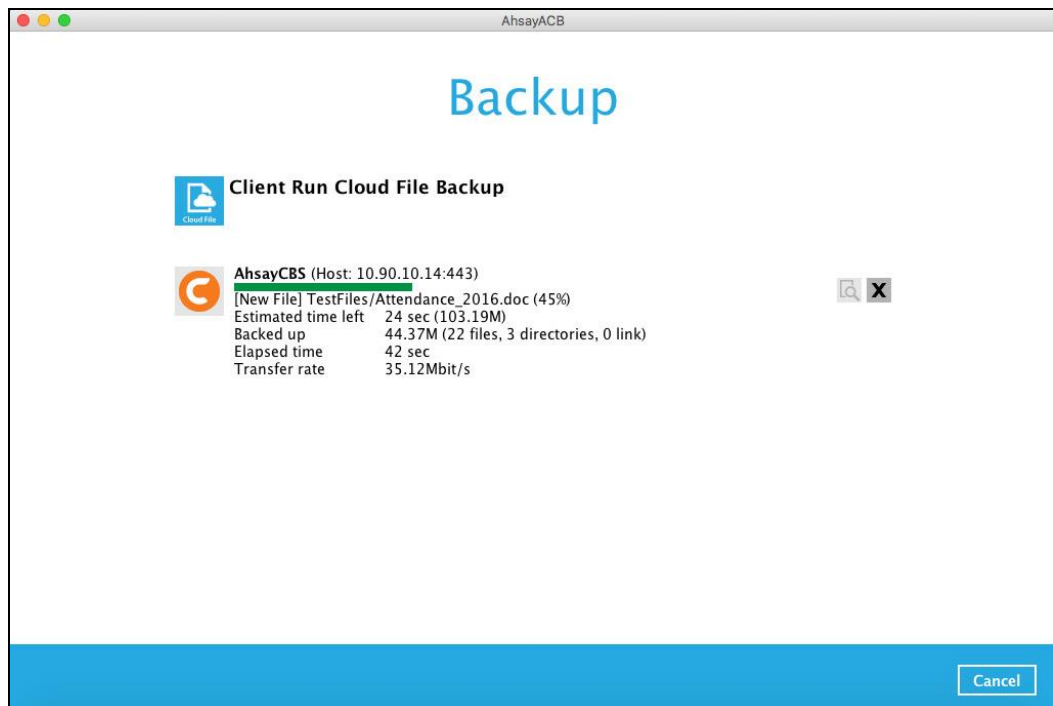 AhsayACB
Backup
Client Run Cloud File Backup
Cloud File
AhsayCBS (Host: 10.90.10.14:443)
[New File] TestFiles/Attendance_2016.doc (45%)
Estimated time left 24 sec (103.19M)
Backed up 44.37M (22 files, 3 directories, 0 link)
Elapsed time 42 sec
Transfer rate 35.12Mbit/s
X
Cancel